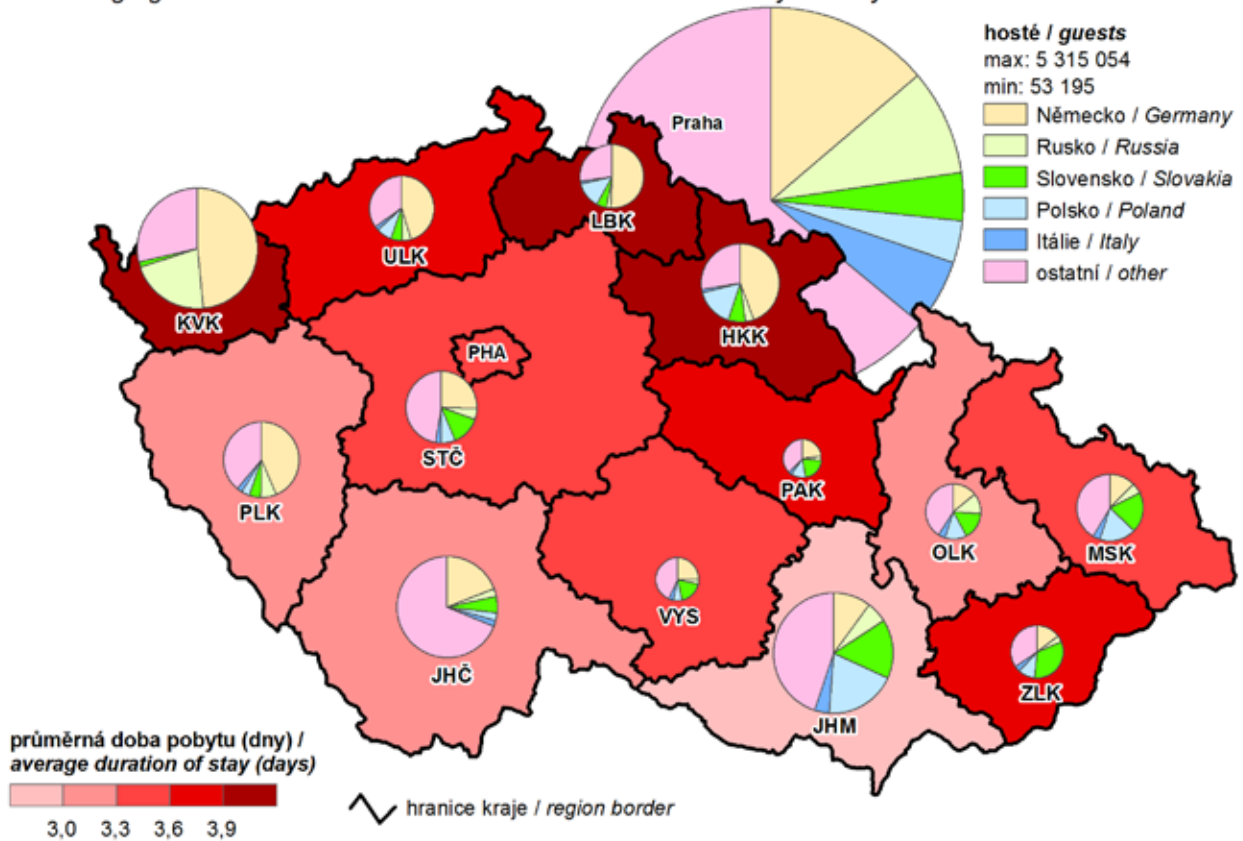 hosté / guests
max: 5 315 054
min: 53 195
Německo / Germany
Rusko / Russia
Slovensko / Slovakia
Polsko / Poland
Itálie / Italy
ostatní / other
Praha
LBK
ULK
KVK
HKK
PHA
STČ
PAK
PLK
OLK
MSK
VYS
JHČ
ZLK
JHM
průměrná doba pobytu (dny) /
average duration of stay (days)
3,0 3,3 3,6 3,9
hranice kraje / region border